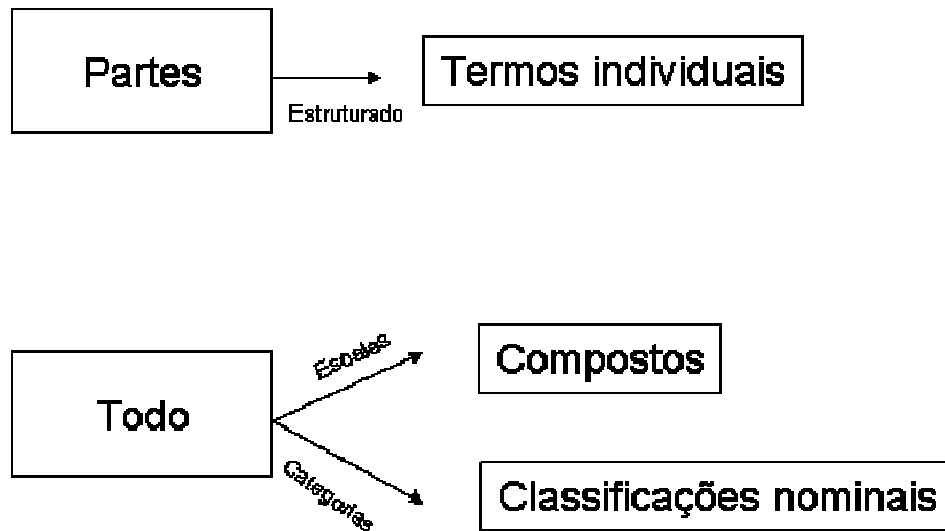 Partes
Estruturado
Termos individuais
Todo
Escalas
Compostos
Categorias
Classificações nominais